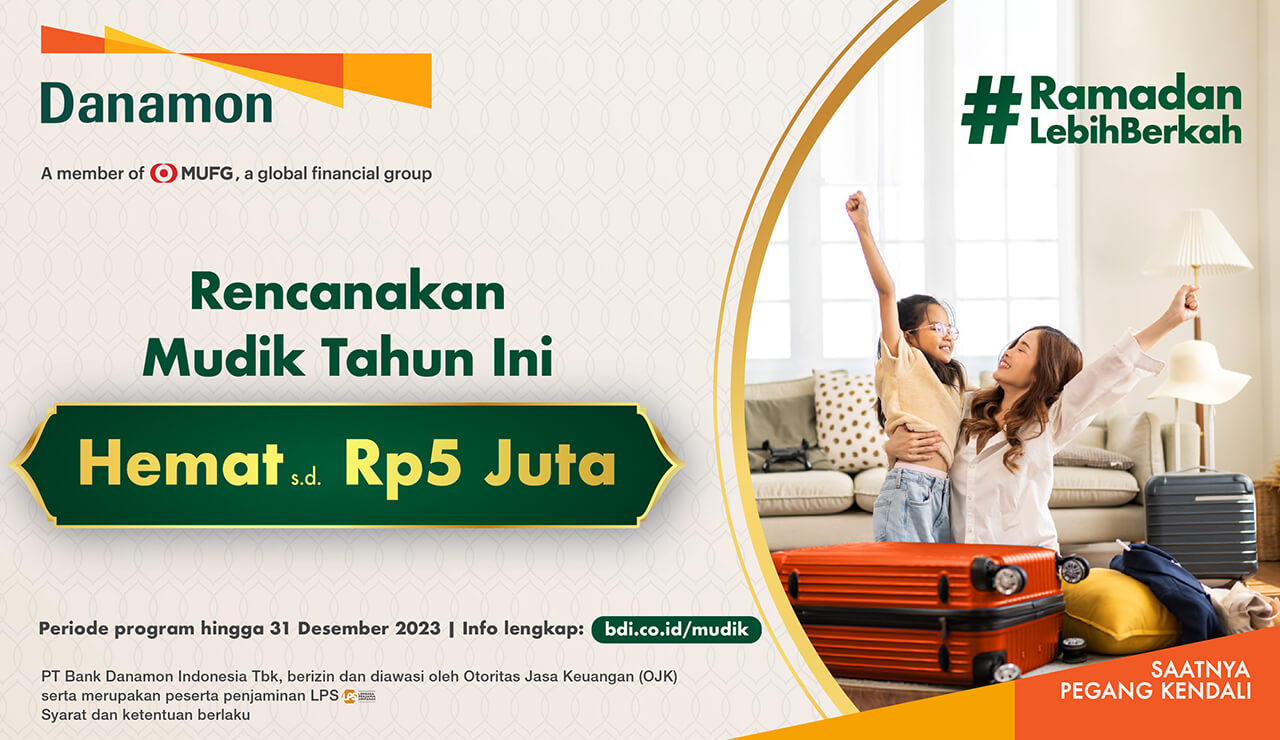 Danamon
A member of MUFG, a global financial group
#Ramadan
LebihBerkah
Rencanakan
Mudik Tahun Ini
Hemat s.d. Rp5 Juta
Periode program hingga 31 Desember 2023 | Info lengkap: bdi.co.id/mudik
PT Bank Danamon Indonesia Tbk, berizin dan diawasi oleh Otoritas Jasa Keuangan (OJK)
serta merupakan peserta penjaminan LPS LPS
Syarat dan ketentuan berlaku
SAATNYA
PEGANG KENDALI